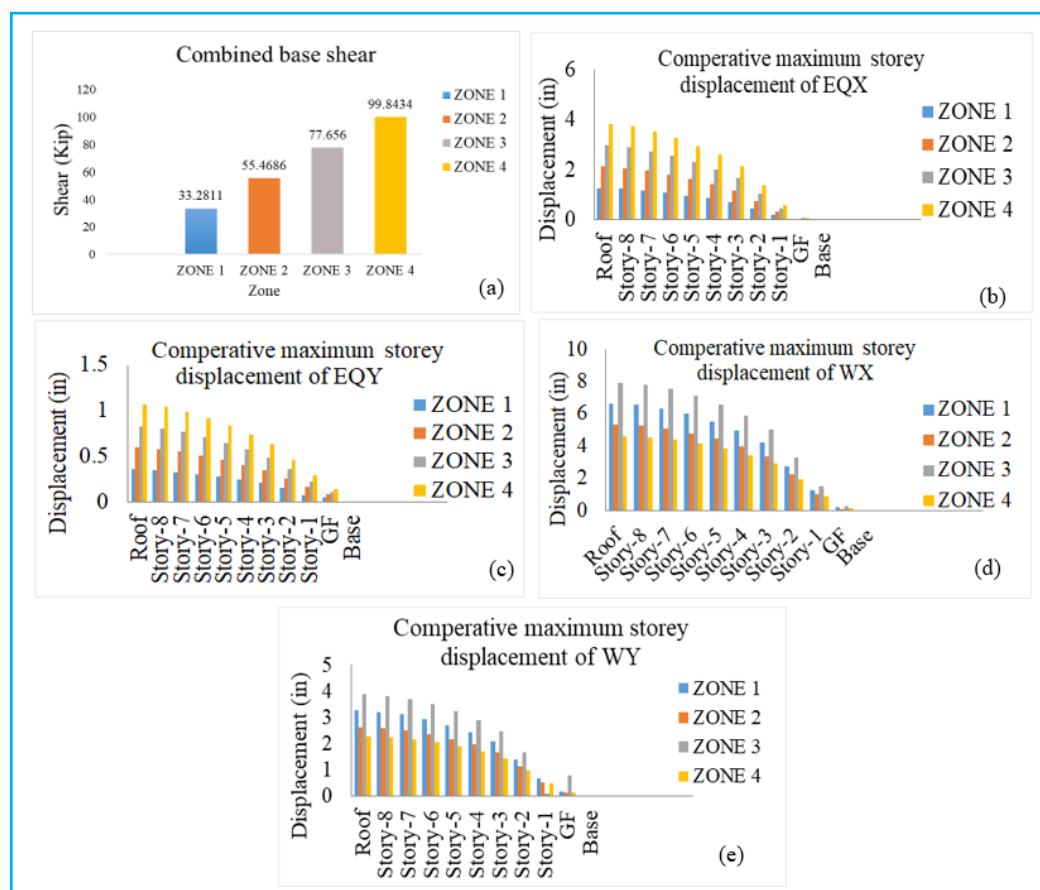 Combined base shear
Shear (Kip)
120
100
80
60
40
20
0
33.2811
55.4686
77.656
99.8434
ZONE 1
ZONE 2
ZONE 3
ZONE 4
Zone
ZONE 1
ZONE 2
ZONE 3
ZONE 4
(a)
Comperative maximum storey
displacement of EQX
Displacement (in)
6
4
2
0
Roof
Story-8
Story-7
Story-6
Story-5
Story-4
Story-3
Story-2
Story-1
GF
Base
ZONE 1
ZONE 2
ZONE 3
ZONE 4
(b)
Comperative maximum storey
displacement of EQY
Displacement (in)
1.5
1
0.5
0
Roof
Story-8
Story-7
Story-6
Story-5
Story-4
Story-3
Story-2
Story-1
GF
Base
ZONE 1
ZONE 2
ZONE 3
ZONE 4
(c)
Comperative maximum storey
displacement of WX
Displacement (in)
10
8
6
4
2
0
Roof
Story-8
Story-7
Story-6
Story-5
Story-4
Story-3
Story-2
Story-1
GF
Base
ZONE 1
ZONE 2
ZONE 3
ZONE 4
(d)
Comperative maximum storey
displacement of WY
Displacement (in)
5
4
3
2
1
0
Roof
Story-8
Story-7
Story-6
Story-5
Story-4
Story-3
Story-2
Story-1
GF
Base
ZONE 1
ZONE 2
ZONE 3
ZONE 4
(e)